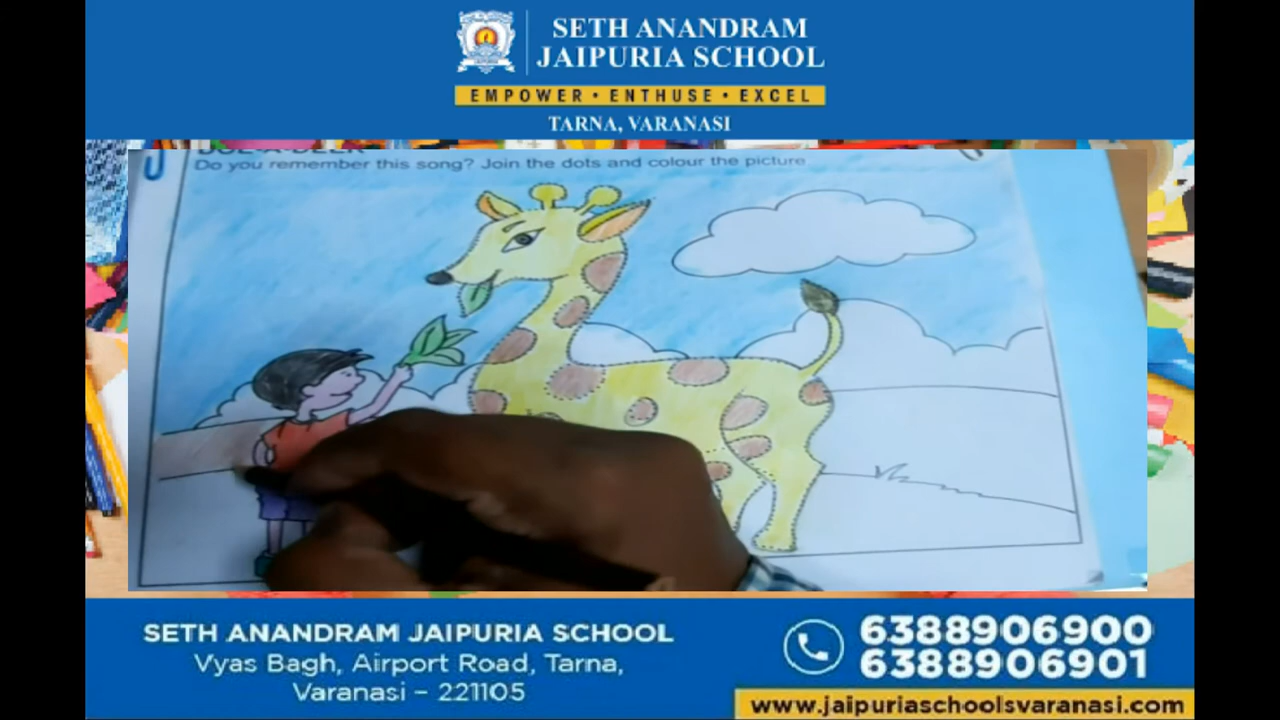 SETH ANANDRAM
JAIPURIA SCHOOL
EMPOWER • ENTHUSE • EXCEL
TARNA, VARANASI
Do you remember this song? Join the dots and colour the picture
SETH ANANDRAM JAIPURIA SCHOOL
Vyas Bagh, Airport Road, Tarna,
Varanasi – 221105
6388906900
6388906901
www.jaipuriaschoolsvaranasi.com